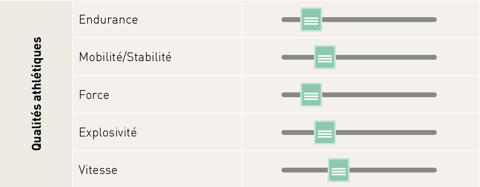 Qualités athlétiques
Endurance
Mobilité/Stabilité
Force
Explosivité
Vitesse